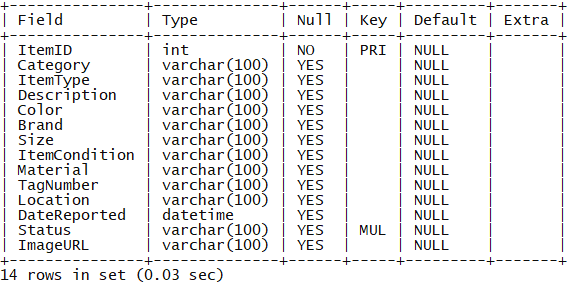 +---------------+--------------+------+-----+---------+-------+
| Field         | Type         | Null | Key | Default | Extra |
+---------------+--------------+------+-----+---------+-------+
| ItemID        | int          | NO   | PRI | NULL    |       |
| Category      | varchar(100) | YES  |     | NULL    |       |
| ItemType      | varchar(100) | YES  |     | NULL    |       |
| Description   | varchar(100) | YES  |     | NULL    |       |
| Color         | varchar(100) | YES  |     | NULL    |       |
| Brand         | varchar(100) | YES  |     | NULL    |       |
| Size          | varchar(100) | YES  |     | NULL    |       |
| ItemCondition | varchar(100) | YES  |     | NULL    |       |
| Material      | varchar(100) | YES  |     | NULL    |       |
| TagNumber     | varchar(100) | YES  |     | NULL    |       |
| Location      | varchar(100) | YES  |     | NULL    |       |
| DateReported  | datetime     | YES  |     | NULL    |       |
| Status        | varchar(100) | YES  | MUL | NULL    |       |
| ImageURL      | varchar(100) | YES  |     | NULL    |       |
+---------------+--------------+------+-----+---------+-------+
14 rows in set (0.03 sec)